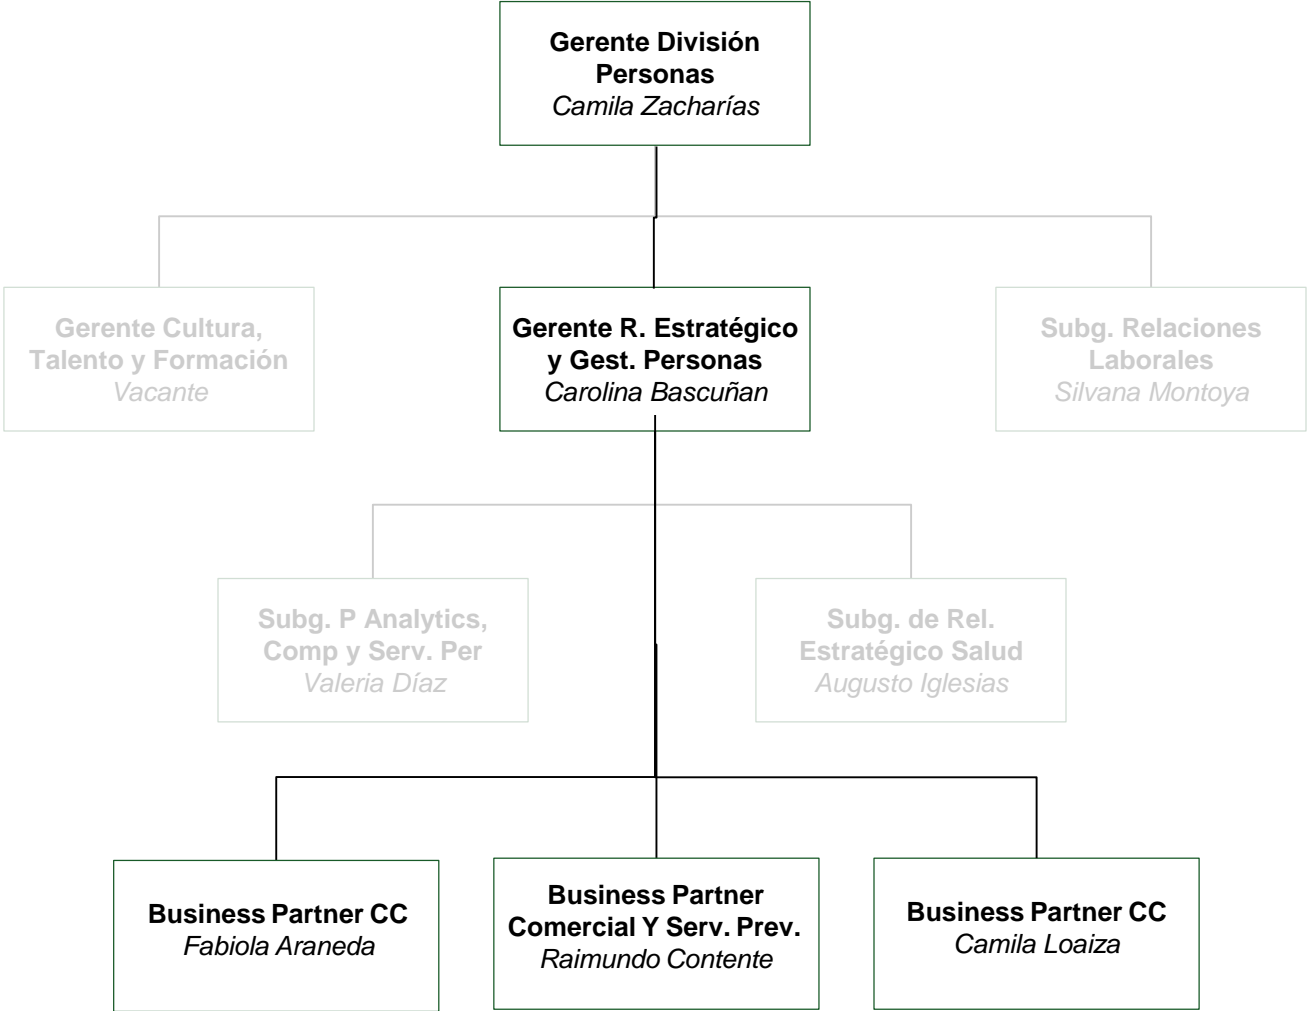 Gerente División
Personas
Camila Zacharías
Gerente Cultura,
Talento y Formación
Vacante
Gerente R. Estratégico
y Gest. Personas
Carolina Bascuñan
Subg. Relaciones
Laborales
Silvana Montoya
Subg. P Analytics,
Comp y Serv. Per
Valeria Díaz
Subg. de Rel.
Estratégico Salud
Augusto Iglesias
Business Partner CC
Fabiola Araneda
Business Partner
Comercial Y Serv. Prev.
Raimundo Contente
Business Partner CC
Camila Loaiza